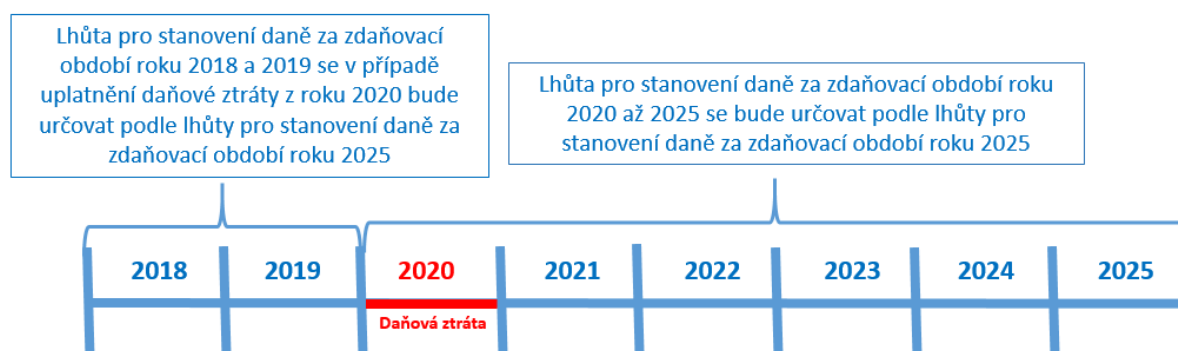 Lhůta pro stanovení daně za zdaňovací
období roku 2018 a 2019 se v případě
uplatnění daňové ztráty z roku 2020 bude
určovat podle lhůty pro stanovení daně za
zdaňovací období roku 2025
Lhůta pro stanovení daně za zdaňovací období roku
2020 až 2025 se bude určovat podle lhůty pro
stanovení daně za zdaňovací období roku 2025
2018 2019 2020 2021 2022 2023 2024 2025
Daňová ztráta